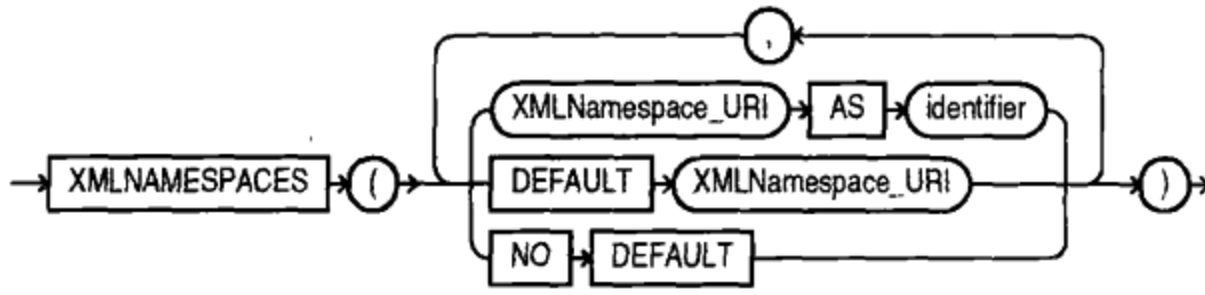 ,
XMLNamespace_URI AS identifier
XMLNAMESPACES ( DEFAULT XMLNamespace_URI )
NO DEFAULT